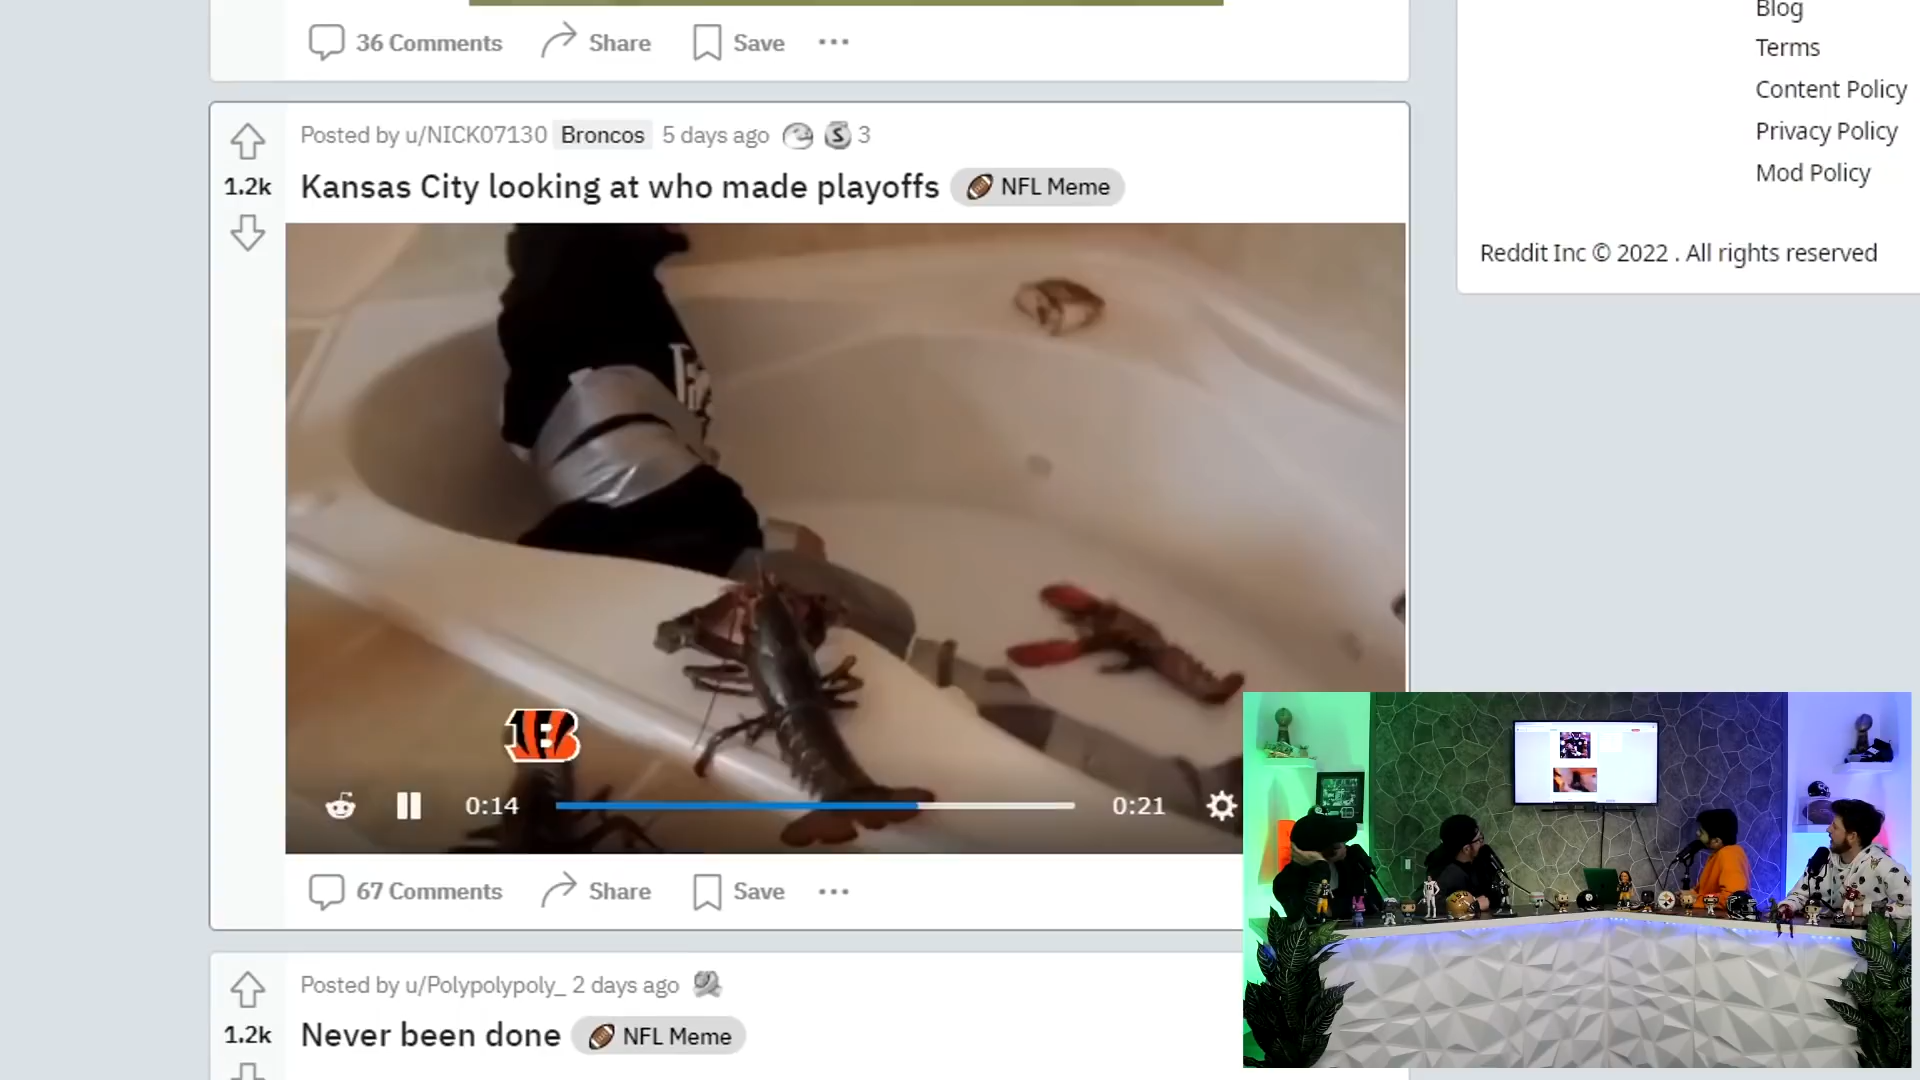 36 Comments
Share
Save
Posted by u/NICK07130
Broncos
5 days ago
3
1.2k
Kansas City looking at who made playoffs
NFL Meme
B
0:14
0:21
67 Comments
Share
Save
Posted by u/Polypolypoly_ 2 days ago
1.2k
Never been done
NFL Meme
Blog
Terms
Content Policy
Privacy Policy
Mod Policy
Reddit Inc © 2022 . All rights reserved